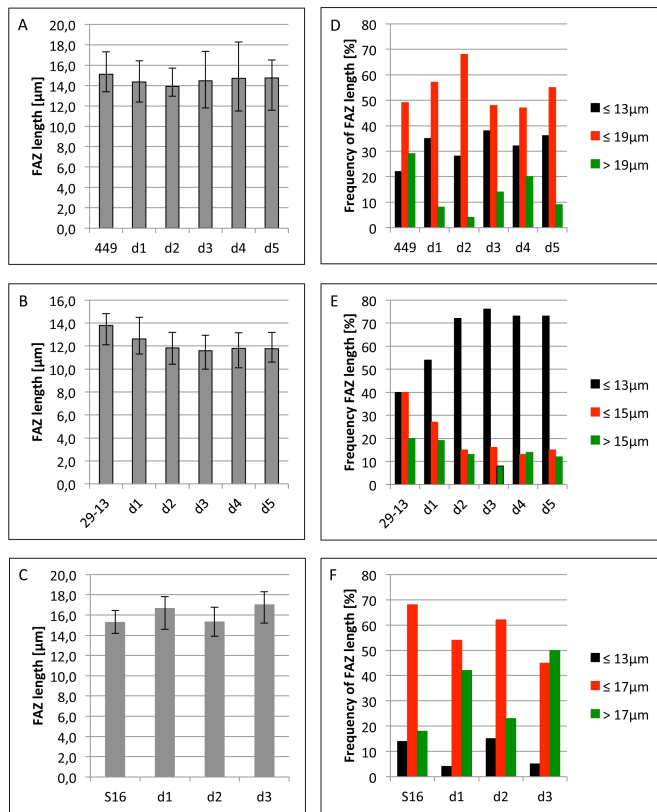 A
FAZ length [µm]
20,0
18,0
16,0
14,0
12,0
10,0
8,0
6,0
4,0
2,0
0,0
449 d1 d2 d3 d4 d5
D
Frequency of FAZ length [%]
80
70
60
50
40
30
20
10
0
449 d1 d2 d3 d4 d5
≤ 13µm
≤ 19µm
> 19µm
B
FAZ length [µm]
16,0
14,0
12,0
10,0
8,0
6,0
4,0
2,0
0,0
29-13 d1 d2 d3 d4 d5
E
Frequency FAZ length [%]
80
70
60
50
40
30
20
10
0
29-13 d1 d2 d3 d4 d5
≤ 13µm
≤ 15µm
> 15µm
C
FAZ length [µm]
20,0
18,0
16,0
14,0
12,0
10,0
8,0
6,0
4,0
2,0
0,0
S16 d1 d2 d3
F
Frequency of FAZ length [%]
80
70
60
50
40
30
20
10
0
S16 d1 d2 d3
≤ 13µm
≤ 17µm
> 17µm